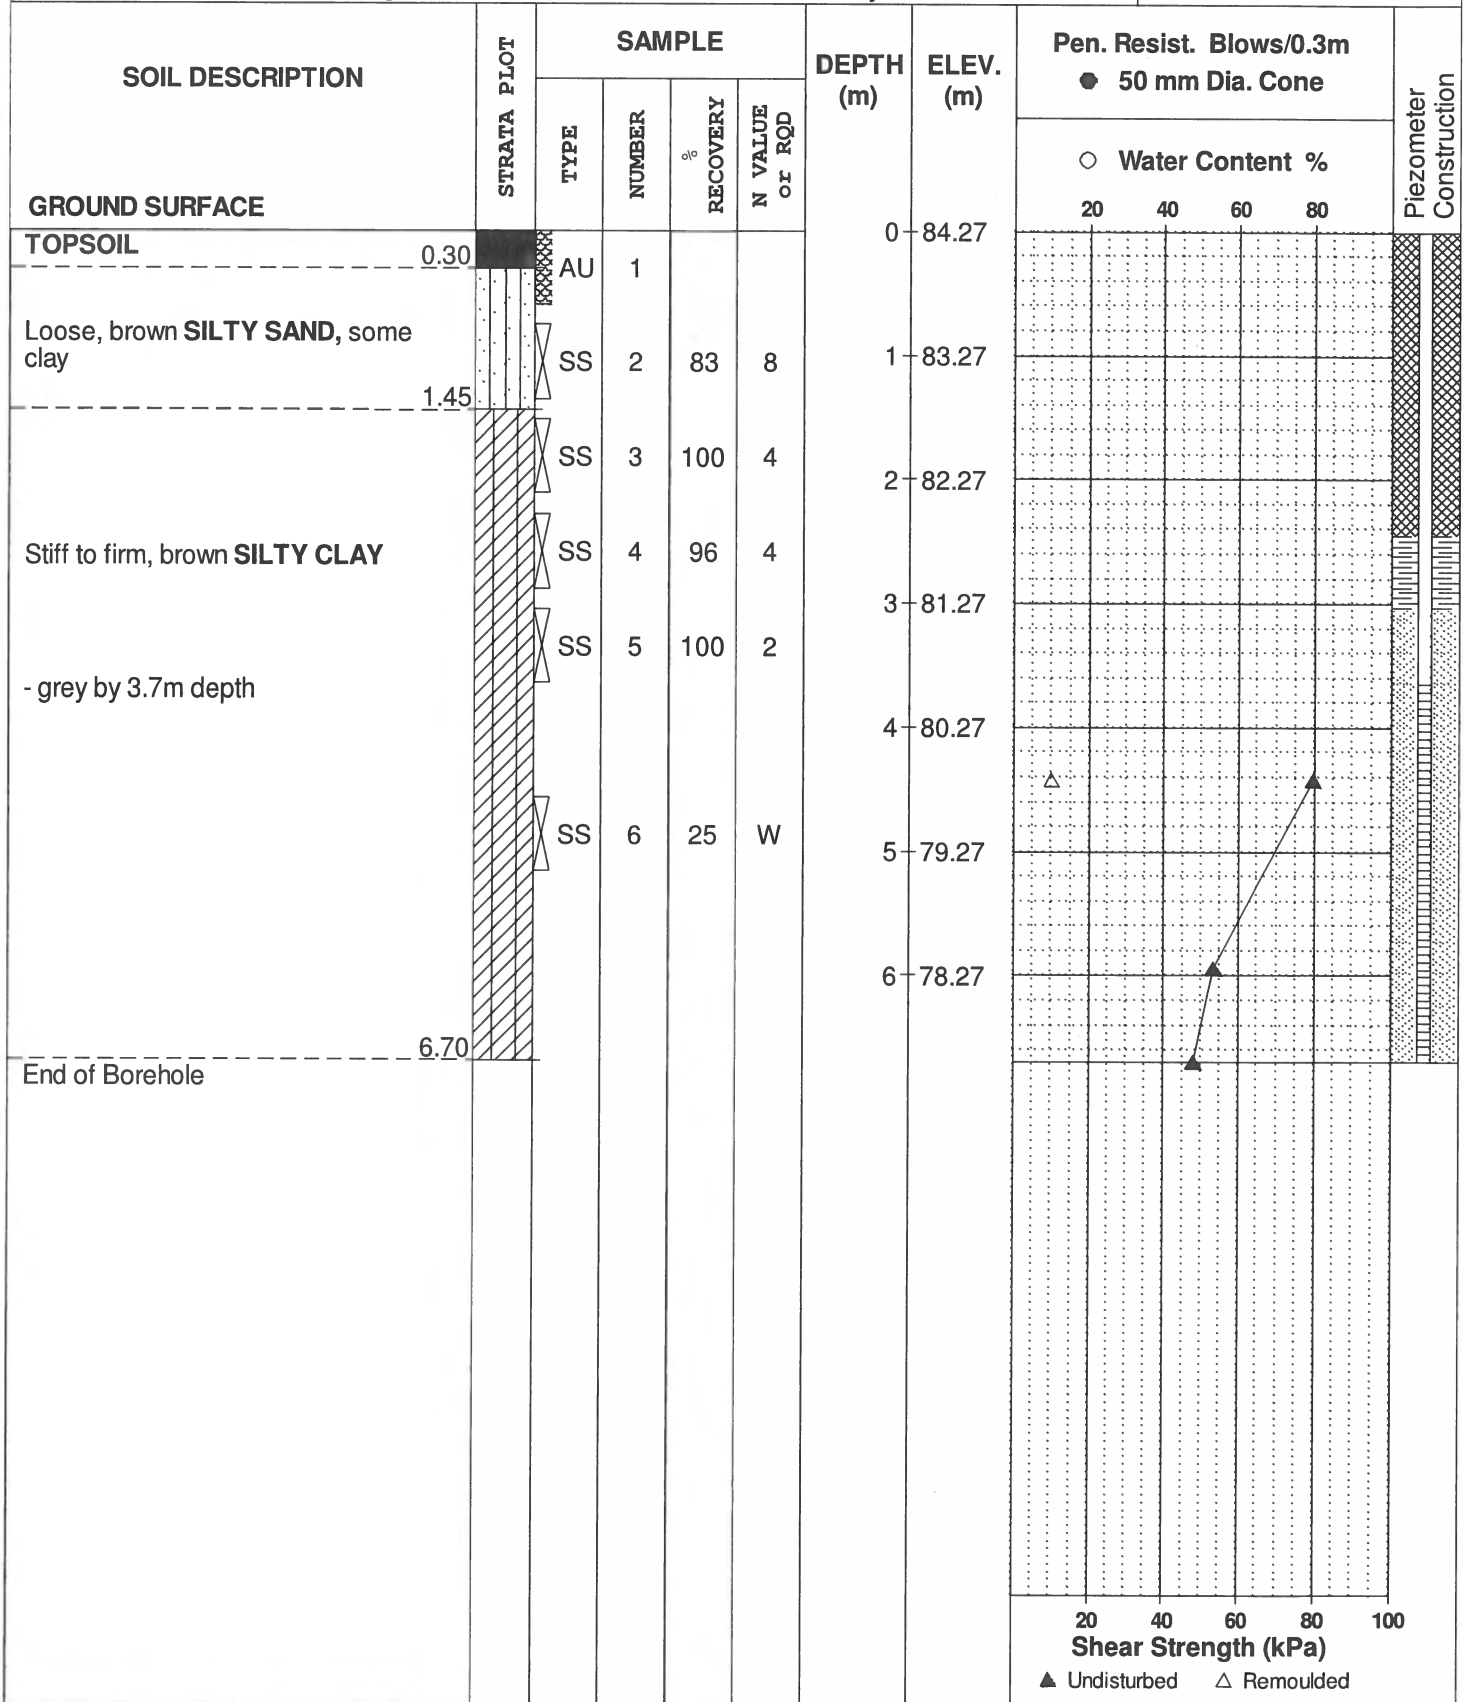 SOIL DESCRIPTION
GROUND SURFACE
STRATA PLOT
SAMPLE
TYPE
NUMBER
% RECOVERY
N VALUE or RQD
DEPTH (m)
ELEV. (m)
Pen. Resist. Blows/0.3m
● 50 mm Dia. Cone
○ Water Content %
20 40 60 80
Piezometer Construction
TOPSOIL
0.30
AU 1
0 84.27
Loose, brown SILTY SAND, some
clay
1.45
SS 2 83 8
1 83.27
SS 3 100 4
2 82.27
Stiff to firm, brown SILTY CLAY
SS 4 96 4
3 81.27
SS 5 100 2
- grey by 3.7m depth
4 80.27
SS 6 25 W
5 79.27
6 78.27
6.70
End of Borehole
20 40 60 80 100
Shear Strength (kPa)
▲ Undisturbed △ Remoulded